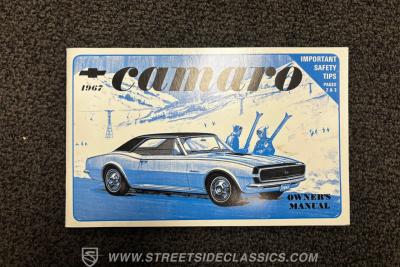 camaro
1967
IMPORTANT
SAFETY
TIPS
PAGES
2 & 3
OWNER'S
MANUAL
WWW.STREETSIDECLASSICS.COM